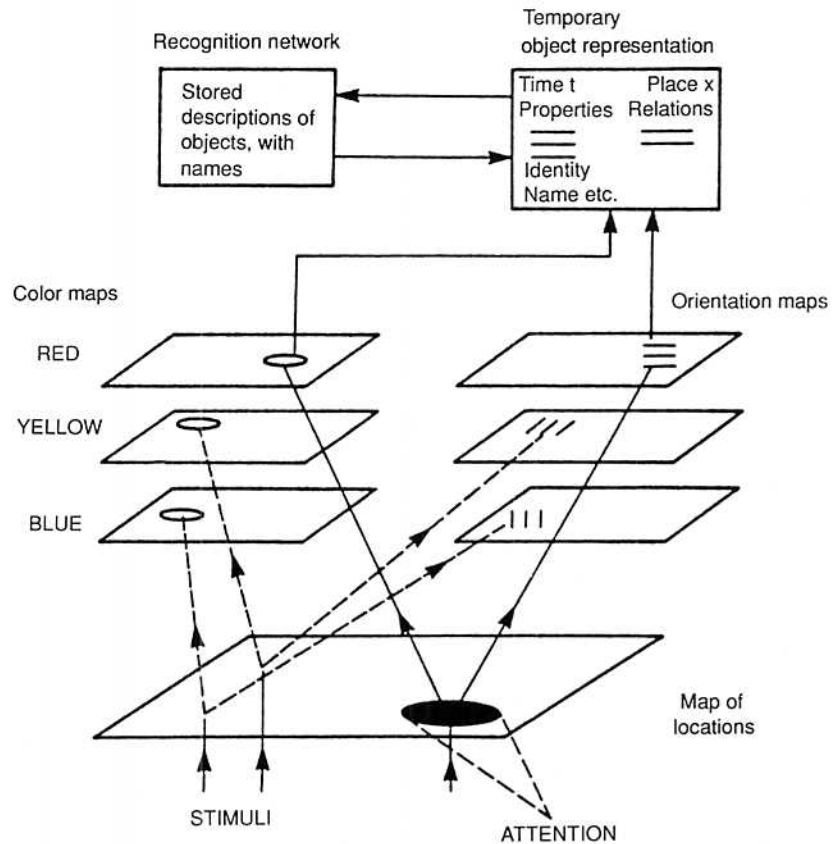 Temporary
object representation
Recognition network
Stored
descriptions of
objects, with
names
Time t Place x
Properties Relations
Identity
Name etc.
Color maps
Orientation maps
RED
YELLOW
BLUE
Map of
locations
STIMULI
ATTENTION